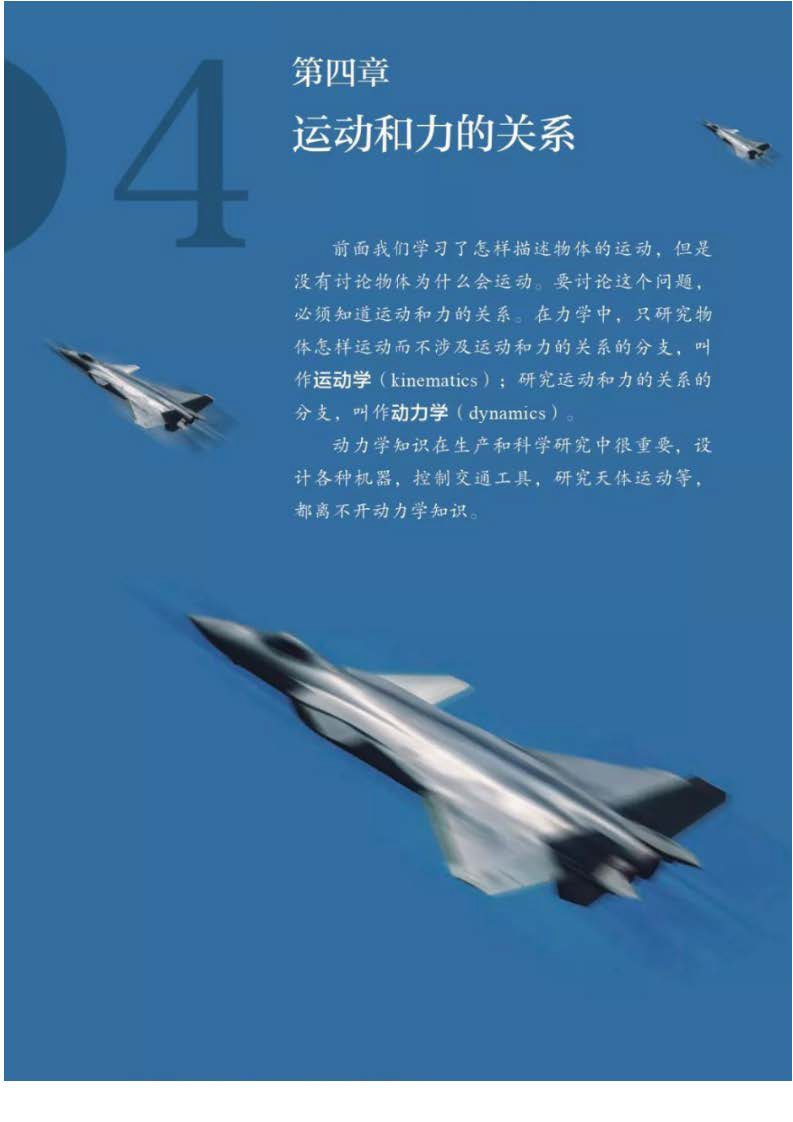 4
第四章
运动和力的关系
前面我们学习了怎样描述物体的运动，但是
没有讨论物体为什么会运动。要讨论这个问题，
必须知道运动和力的关系。在力学中，只研究物
体怎样运动而不涉及运动和力的关系的分支，叫
作运动学（kinematics）；研究运动和力的关系的
分支，叫作动力学（dynamics）。
动力学知识在生产和科学研究中很重要，设
计各种机器，控制交通工具，研究天体运动等，
都离不开动力学知识。